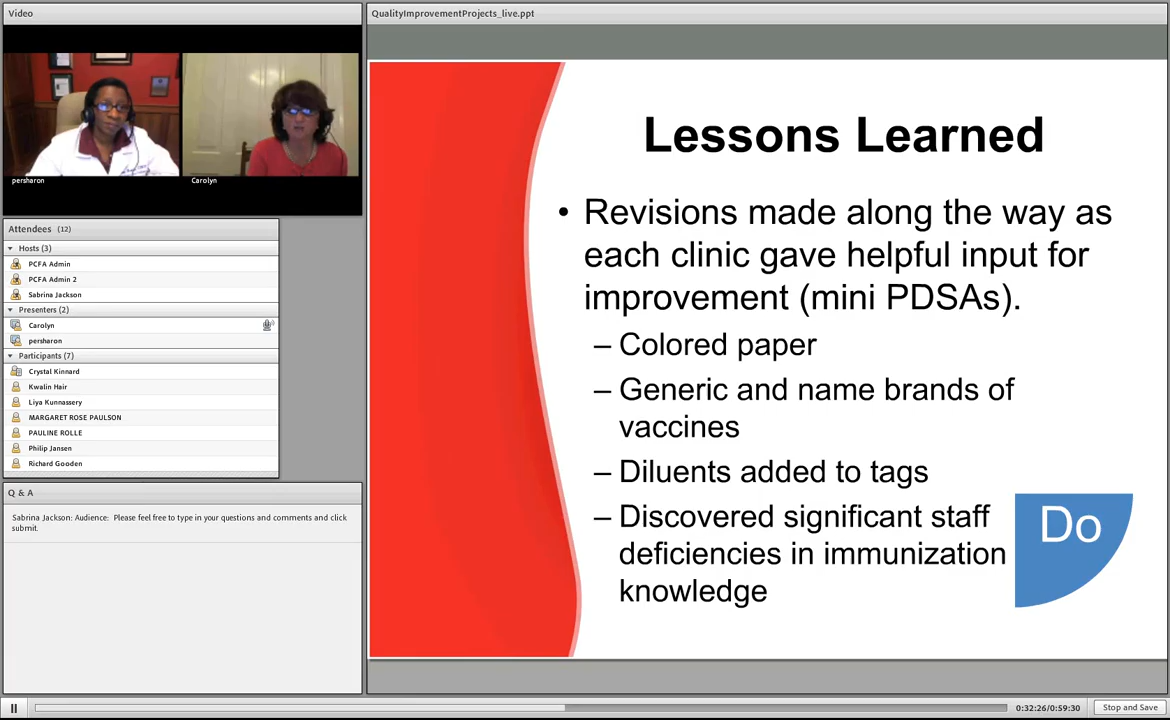 Video
persharon
Carolyn
Attendees (12)
Hosts (3)
PCFA Admin
PCFA Admin 2
Sabrina Jackson
Presenters (2)
Carolyn
persharon
Participants (7)
Crystal Kinnard
Kwalin Hair
Liya Kunnassery
MARGARET ROSE PAULSON
PAULINE ROLLE
Philip Jansen
Richard Gooden
Q & A
Sabrina Jackson: Audience: Please feel free to type in your questions and comments and click
submit.
QualityImprovementProjects_live.ppt
Lessons Learned
• Revisions made along the way as
each clinic gave helpful input for
improvement (mini PDSAs).
– Colored paper
– Generic and name brands of
vaccines
– Diluents added to tags
– Discovered significant staff
deficiencies in immunization
knowledge
Do
0:32:26/0:59:30
Stop and Save